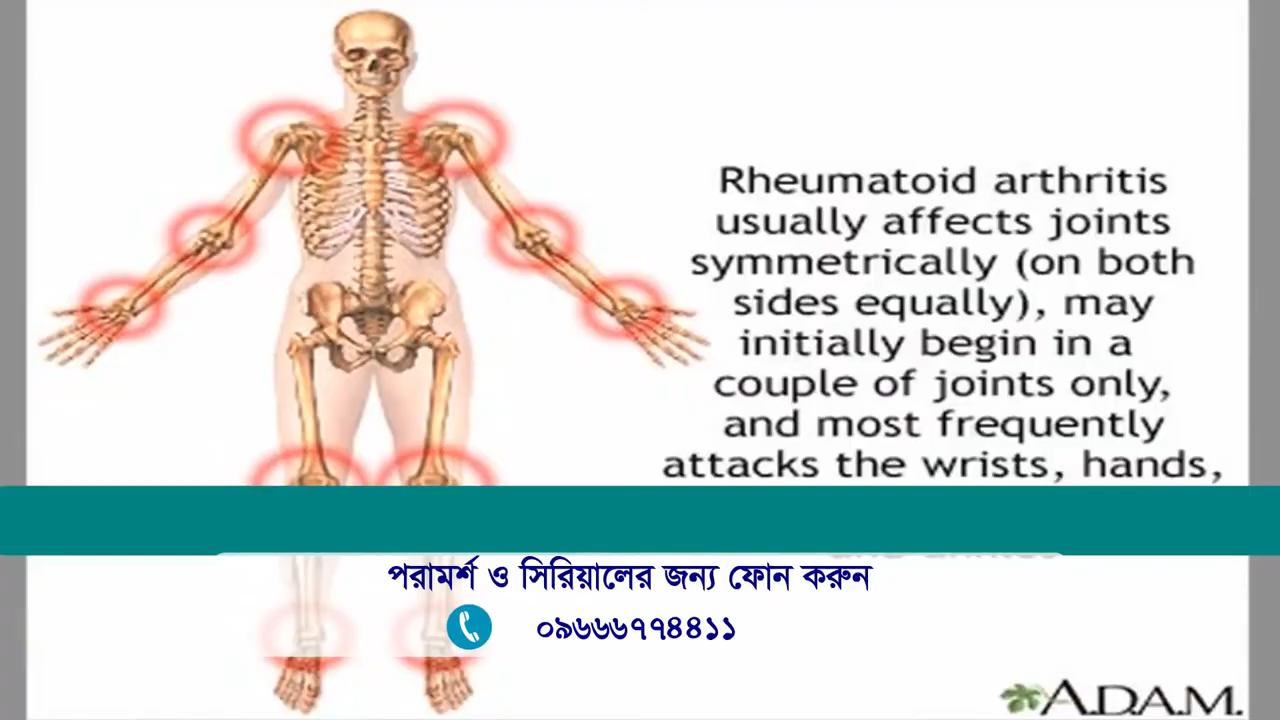 Rheumatoid arthritis
usually affects joints
symmetrically (on both
sides equally), may
initially begin in a
couple of joints only,
and most frequently
attacks the wrists, hands,
পরামর্শ ও সিরিয়ালের জন্য ফোন করুন
০৯৬৬৬৭৭৪৪১১
A.D.A.M.